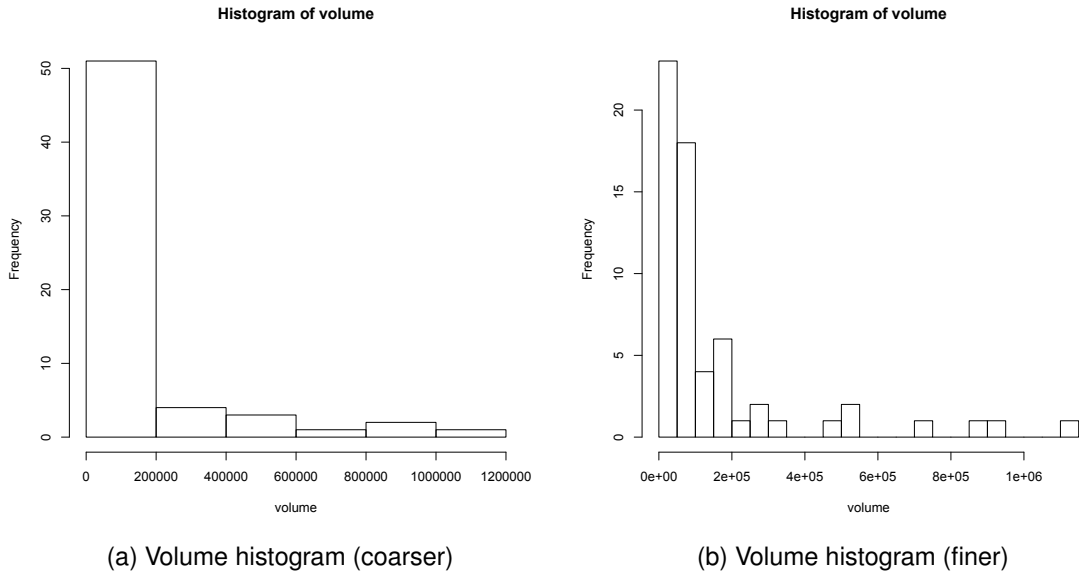 Histogram of volume
Frequency
50
40
30
20
10
0
0 200000 400000 600000 800000 1000000 1200000
volume
(a) Volume histogram (coarser)
Histogram of volume
Frequency
20
15
10
5
0
0e+00 2e+05 4e+05 6e+05 8e+05 1e+06
volume
(b) Volume histogram (finer)